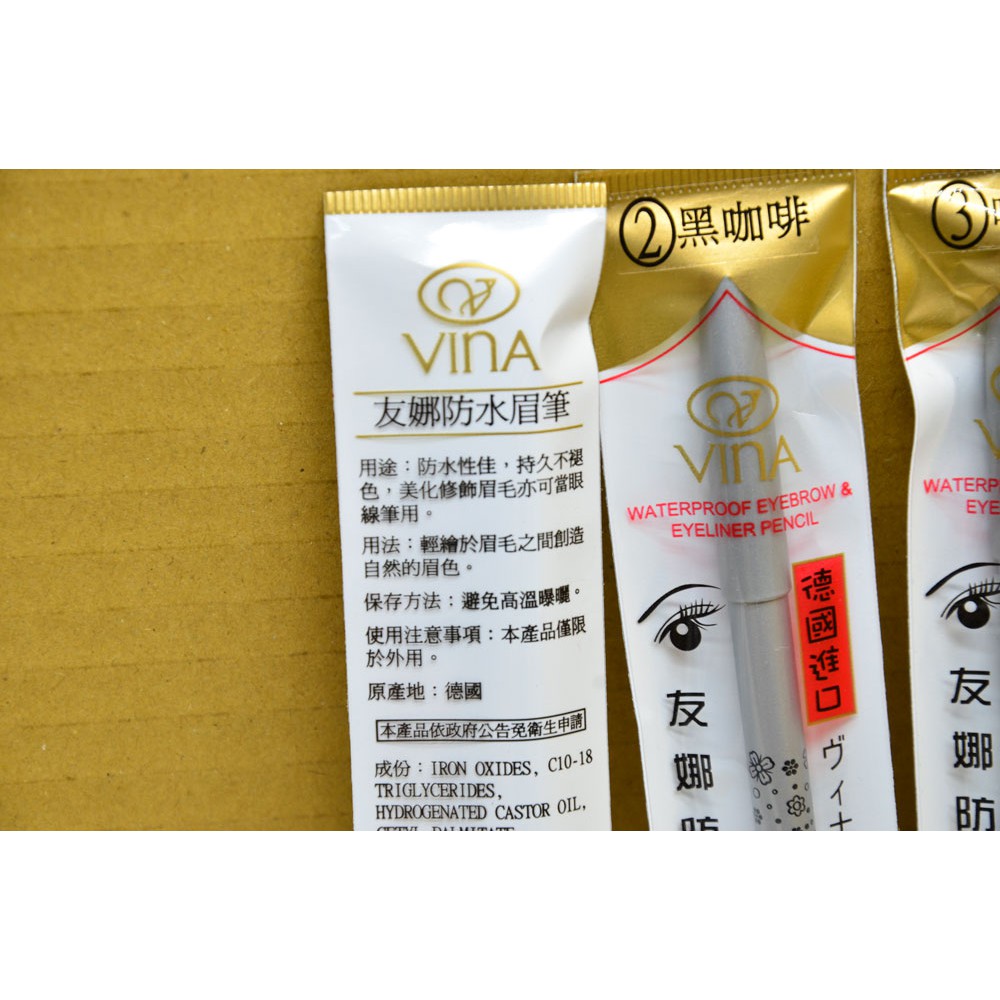 VINA
友娜防水眉筆
用途：防水性佳，持久不褪
色，美化修飾眉毛亦可當眼
線筆用。
用法：輕繪於眉毛之間創造
自然的眉色。
保存方法：避免高溫曝曬。
使用注意事項：本產品僅限
於外用。
原產地：德國
本產品依政府公告免衛生申請
成份：IRON OXIDES, C10-18
TRIGLYCERIDES,
HYDROGENATED CASTOR OIL,
②黑咖啡
VINA
WATERPROOF EYEBROW &
EYELINER PENCIL
德國進口
友娜防
ヴィナ
③
WATERP
EYE
友娜防